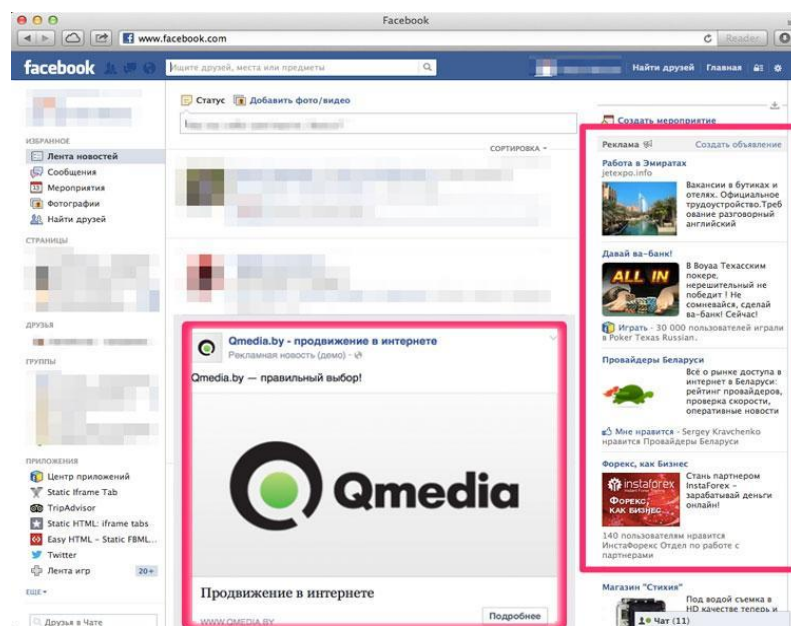 Facebook
www.facebook.com
Reader
facebook
Ищите друзей, места или предметы
Найти друзей
Главная
ИЗБРАННОЕ
Лента новостей
Сообщения
Мероприятия
Фотографии
Найти друзей
СТРАНИЦЫ
ДРУЗЬЯ
ГРУППЫ
ПРИЛОЖЕНИЯ
Центр приложений
Static Iframe Tab
TripAdvisor
Static HTML: iframe tabs
Easy HTML - Static FBML...
Twitter
Лента игр 20+
ЕЩЕ
Друзья в Чате
Статус Добавить фото/видео
СОРТИРОВКА
Qmedia.by - продвижение в интернете
Рекламная новость (демо) ·
Qmedia.by — правильный выбор!
Qmedia
Продвижение в интернете
WWW.QMEDIA.BY
Подробнее
Создать мероприятие
Реклама Создать объявление
Работа в Эмиратах
jetexpo.info
Вакансии в бутиках и
отелях. Официальное
трудоустройство.Треб
ование разговорный
английский
Давай ва-банк!
ALL IN
В Boyaa Техасским
покере,
нерешительный не
победит ! Не
сомневайся, сделай
ва-банк! Сейчас!
Играть · 30 000 пользователей играли
в Poker Texas Russian.
Провайдеры Беларуси
Всё о рынке доступа в
интернет в Беларуси:
рейтинг провайдеров,
проверка скорости,
оперативные новости
Мне нравится · Sergey Kravchenko
нравится Провайдеры Беларуси
Форекс, как Бизнес
instaforex
Форекс,
как бизнес
Стань партнером
InstaForex –
зарабатывай деньги
онлайн!
140 пользователям нравится
ИнстаФорекс Отдел по работе с
партнерами
Магазин "Стихия"
Под водой съемка в
HD качестве теперь и
Чат (11)